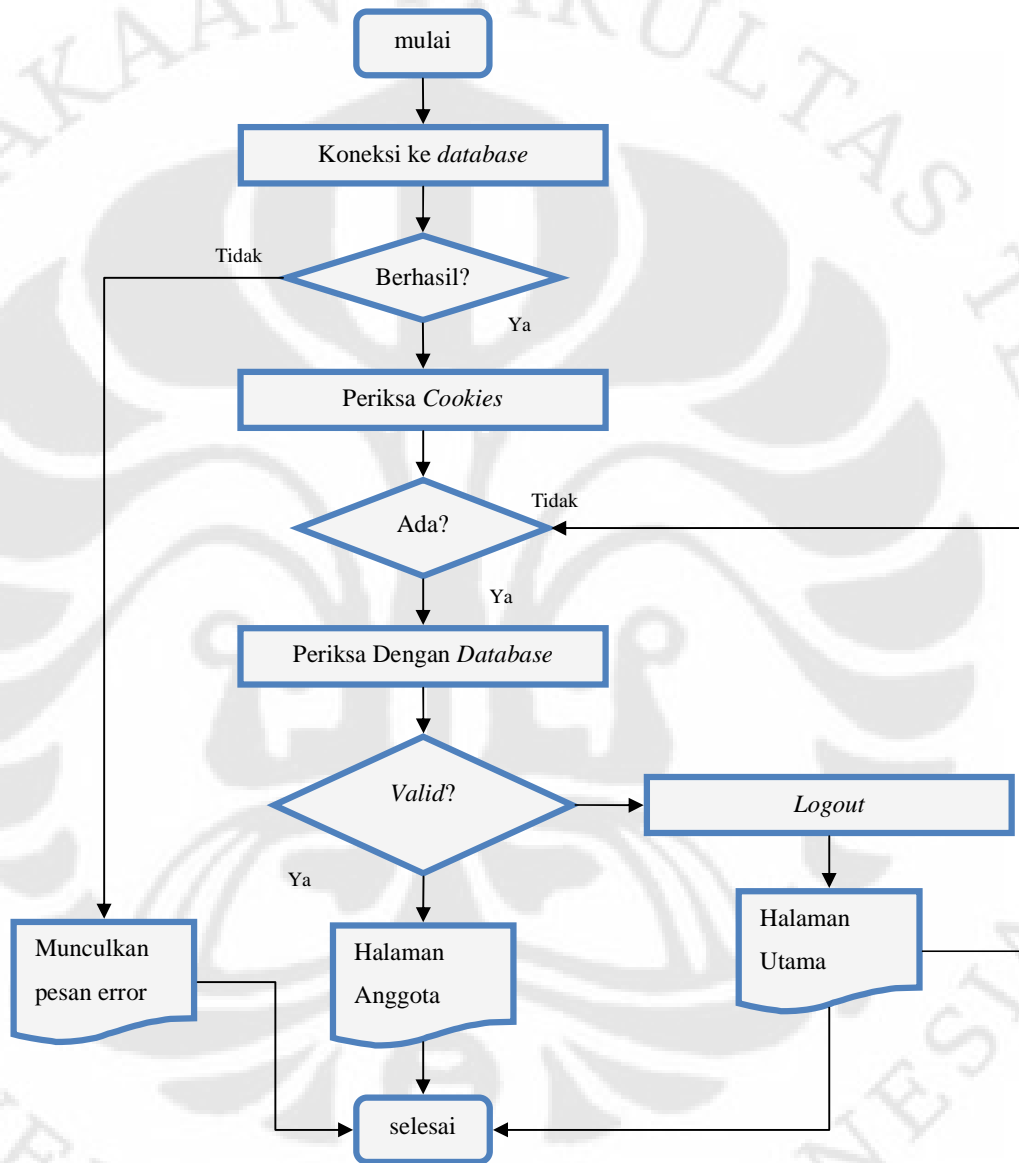 mulai
Koneksi ke database
Tidak
Berhasil?
Ya
Periksa Cookies
Tidak
Ada?
Ya
Periksa Dengan Database
Valid?
Logout
Ya
Halaman
Utama
Munculkan
pesan error
Halaman
Anggota
selesai